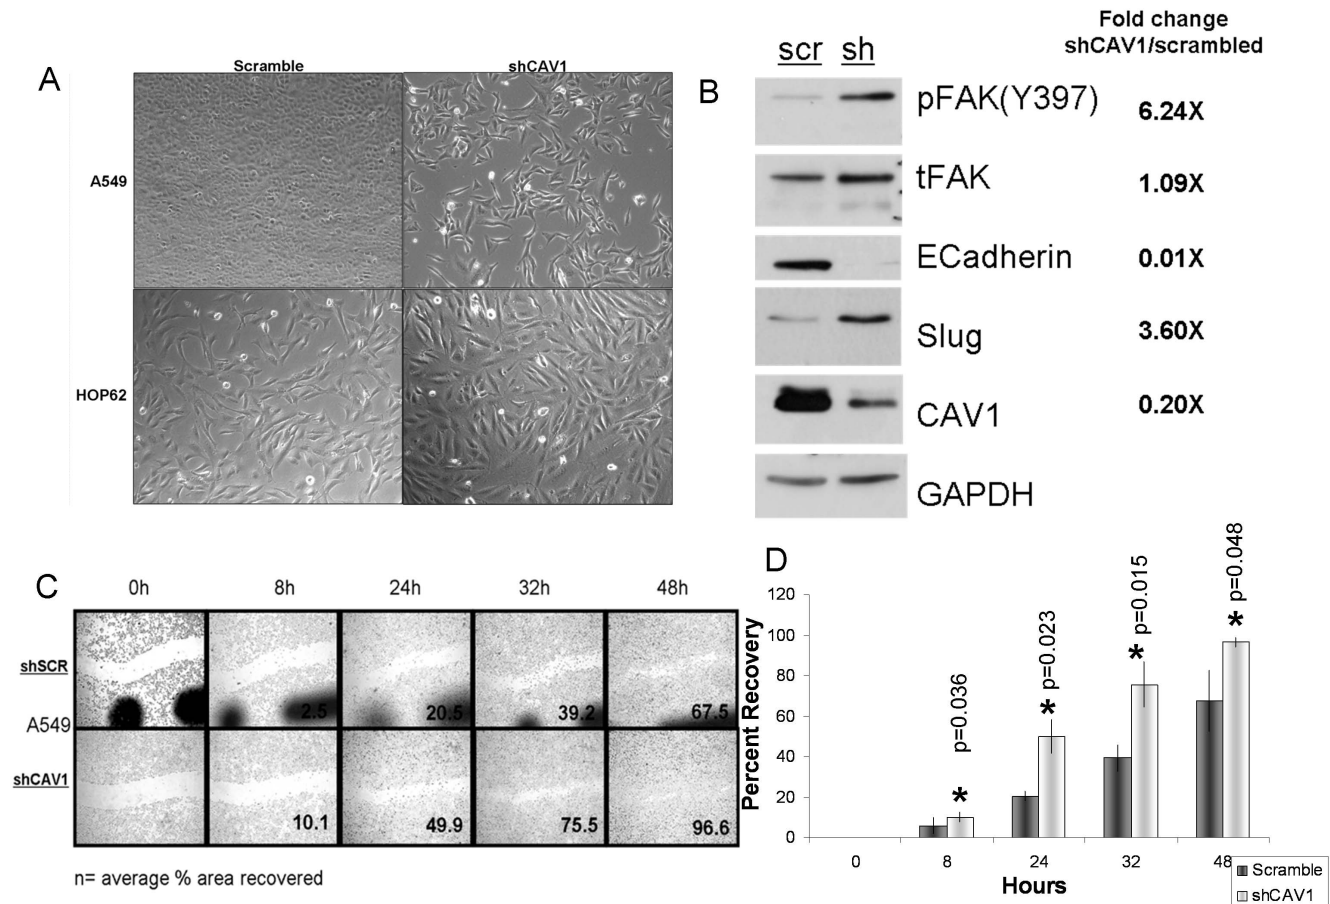 A
Scramble
shCAV1
A549
HOP62
B
scr sh
Fold change
shCAV1/scrambled
pFAK(Y397) 6.24X
tFAK 1.09X
ECadherin 0.01X
Slug 3.60X
CAV1 0.20X
GAPDH
C
0h 8h 24h 32h 48h
shSCR
2.5 20.5 39.2 67.5
A549
shCAV1
10.1 49.9 75.5 96.6
n= average % area recovered
D
Percent Recovery
120
100
80
60
40
20
0
p=0.036
p=0.023
p=0.015
p=0.048
* * * *
0 8 24 32 48
Hours
Scramble
shCAV1